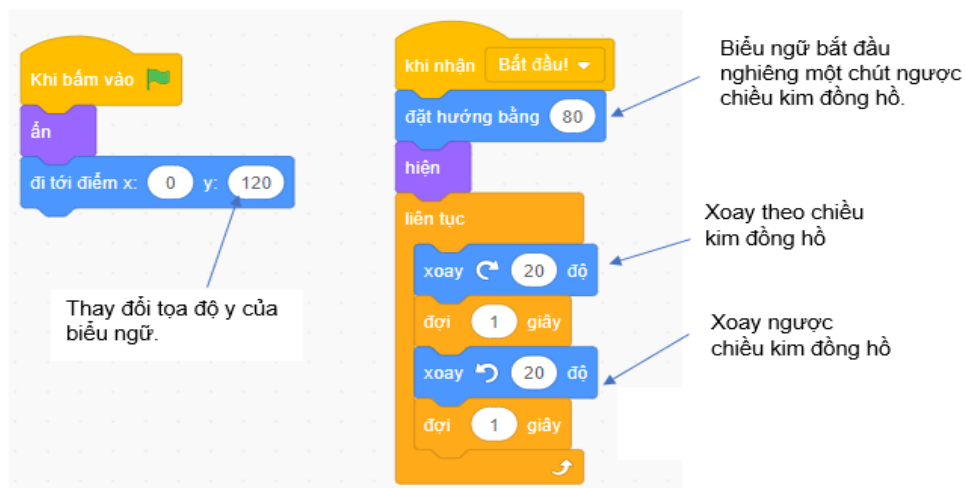 Khi bấm vào
ẩn
đi tới điểm x: 0 y: 120
Thay đổi tọa độ y của
biểu ngữ.
khi nhận Bắt đầu!
đặt hướng bằng 80
hiện
liên tục
xoay 20 độ
đợi 1 giây
xoay 20 độ
đợi 1 giây
Biểu ngữ bắt đầu
nghiêng một chút ngược
chiều kim đồng hồ.
Xoay theo chiều
kim đồng hồ
Xoay ngược
chiều kim đồng hồ